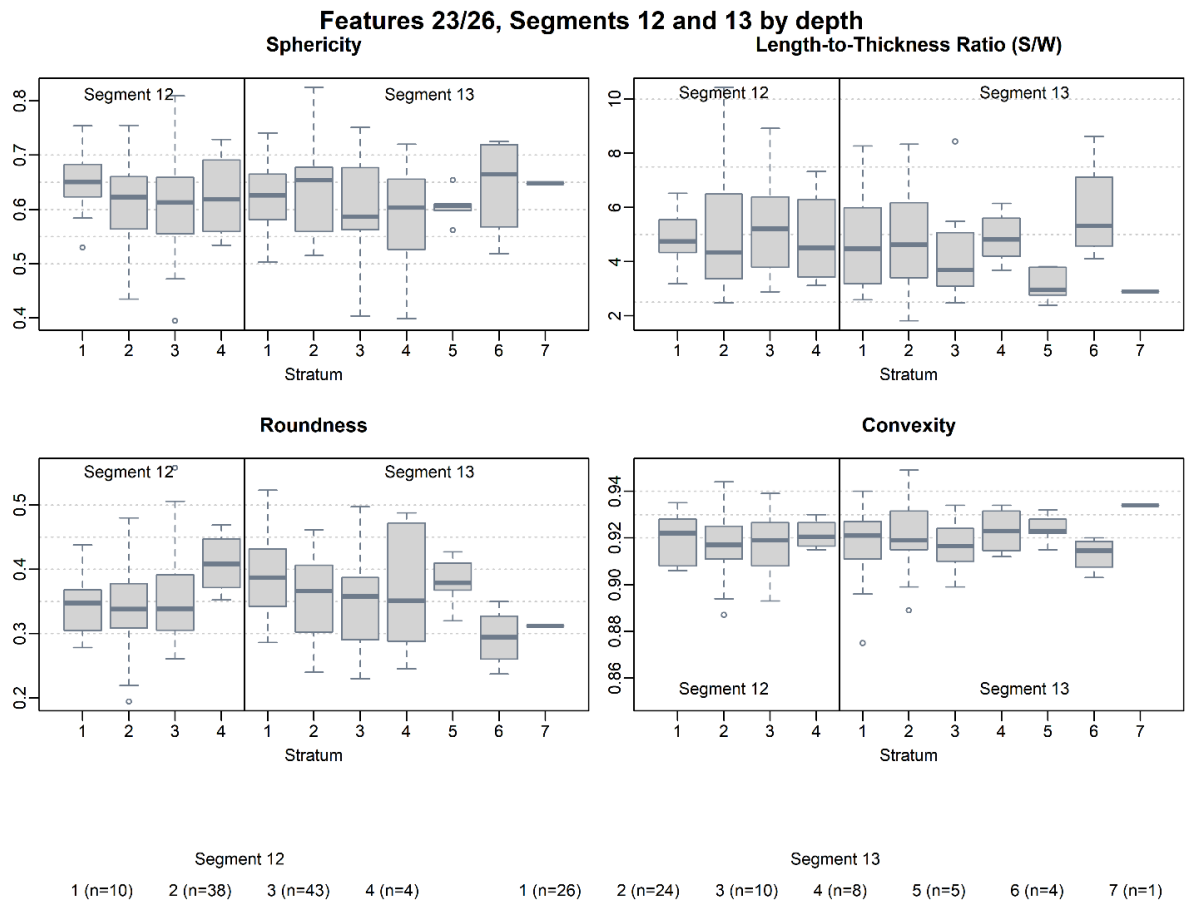 Features 23/26, Segments 12 and 13 by depth
Sphericity
Length-to-Thickness Ratio (S/W)
Segment 12
Segment 13
0.8
0.7
0.6
0.5
0.4
1 2 3 4 1 2 3 4 5 6 7
Stratum
Segment 12
Segment 13
10
8
6
4
2
1 2 3 4 1 2 3 4 5 6 7
Stratum
Roundness
Convexity
Segment 12
Segment 13
0.5
0.4
0.3
0.2
1 2 3 4 1 2 3 4 5 6 7
Stratum
0.94
0.92
0.90
0.88
0.86
Segment 12
Segment 13
1 2 3 4 1 2 3 4 5 6 7
Stratum
Segment 12
Segment 13
1 (n=10) 2 (n=38) 3 (n=43) 4 (n=4) 1 (n=26) 2 (n=24) 3 (n=10) 4 (n=8) 5 (n=5) 6 (n=4) 7 (n=1)